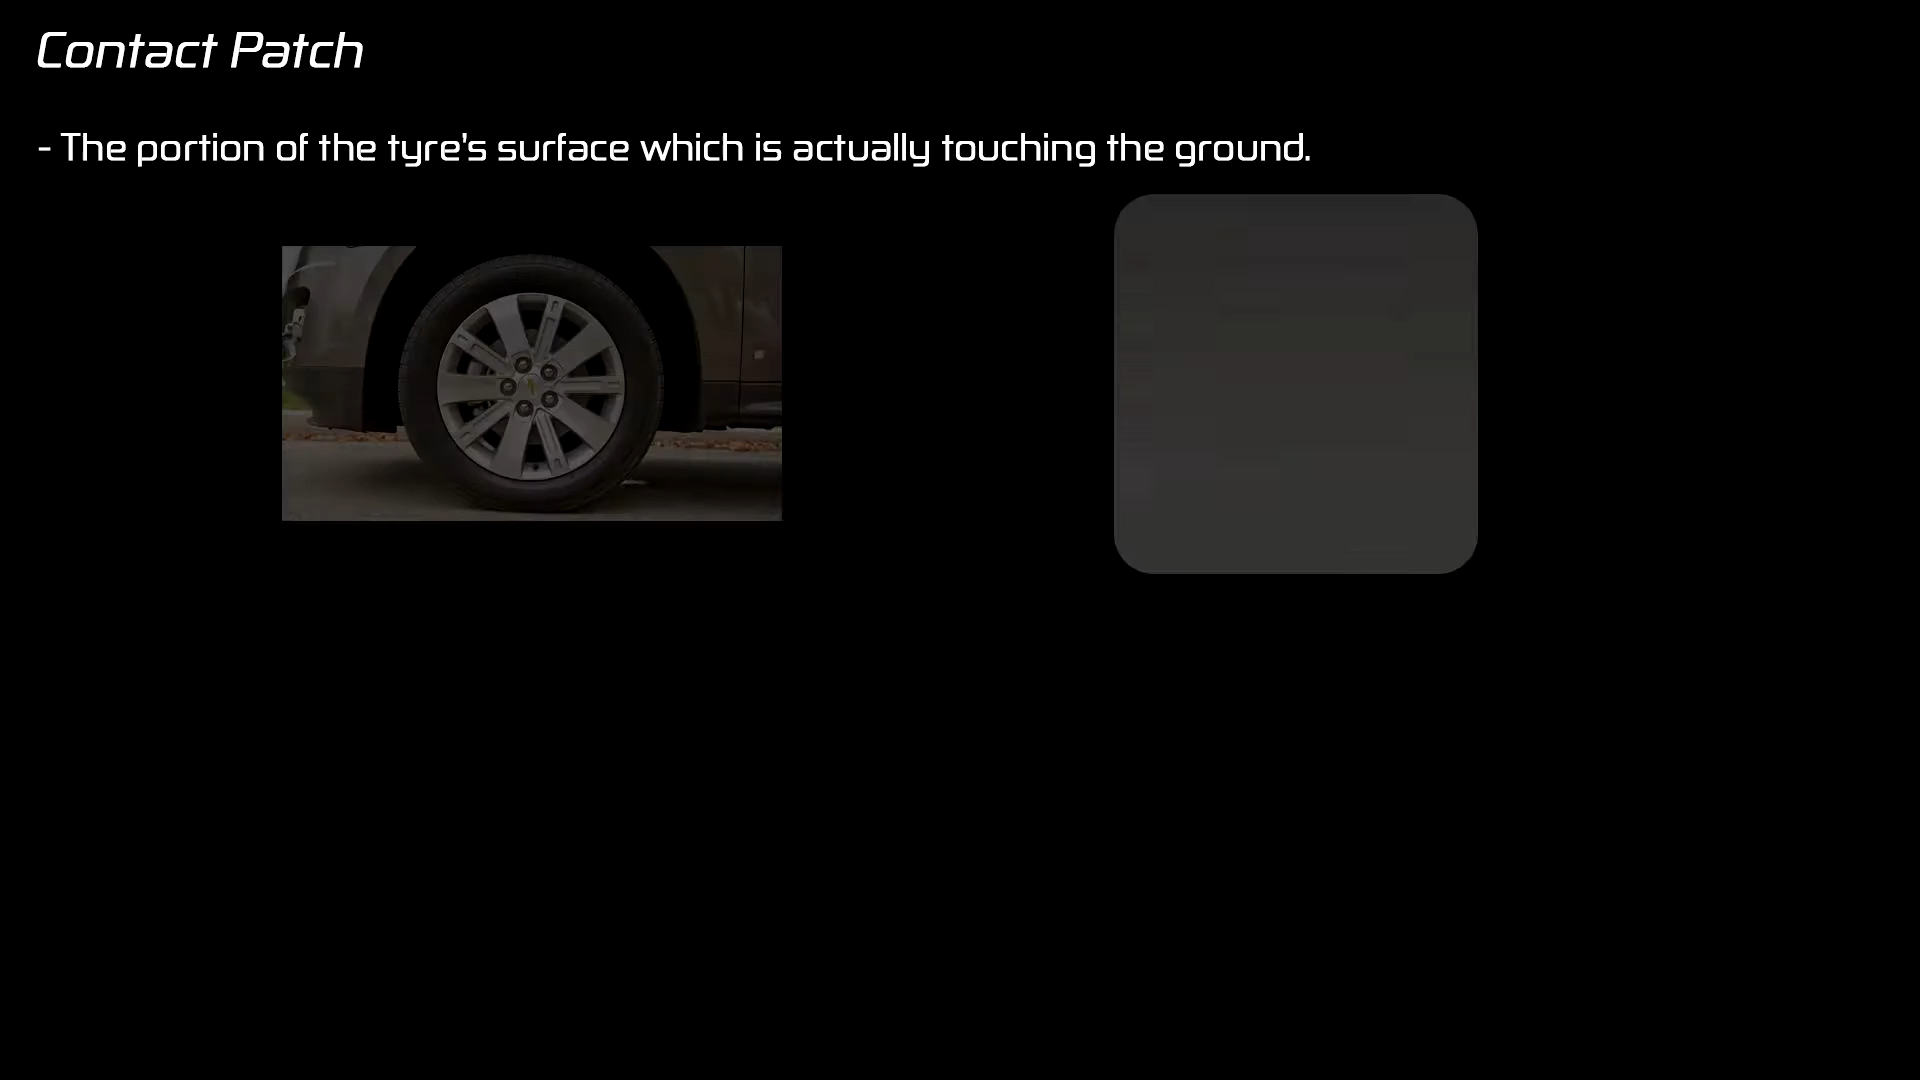 Contact Patch
- The portion of the tyre's surface which is actually touching the ground.